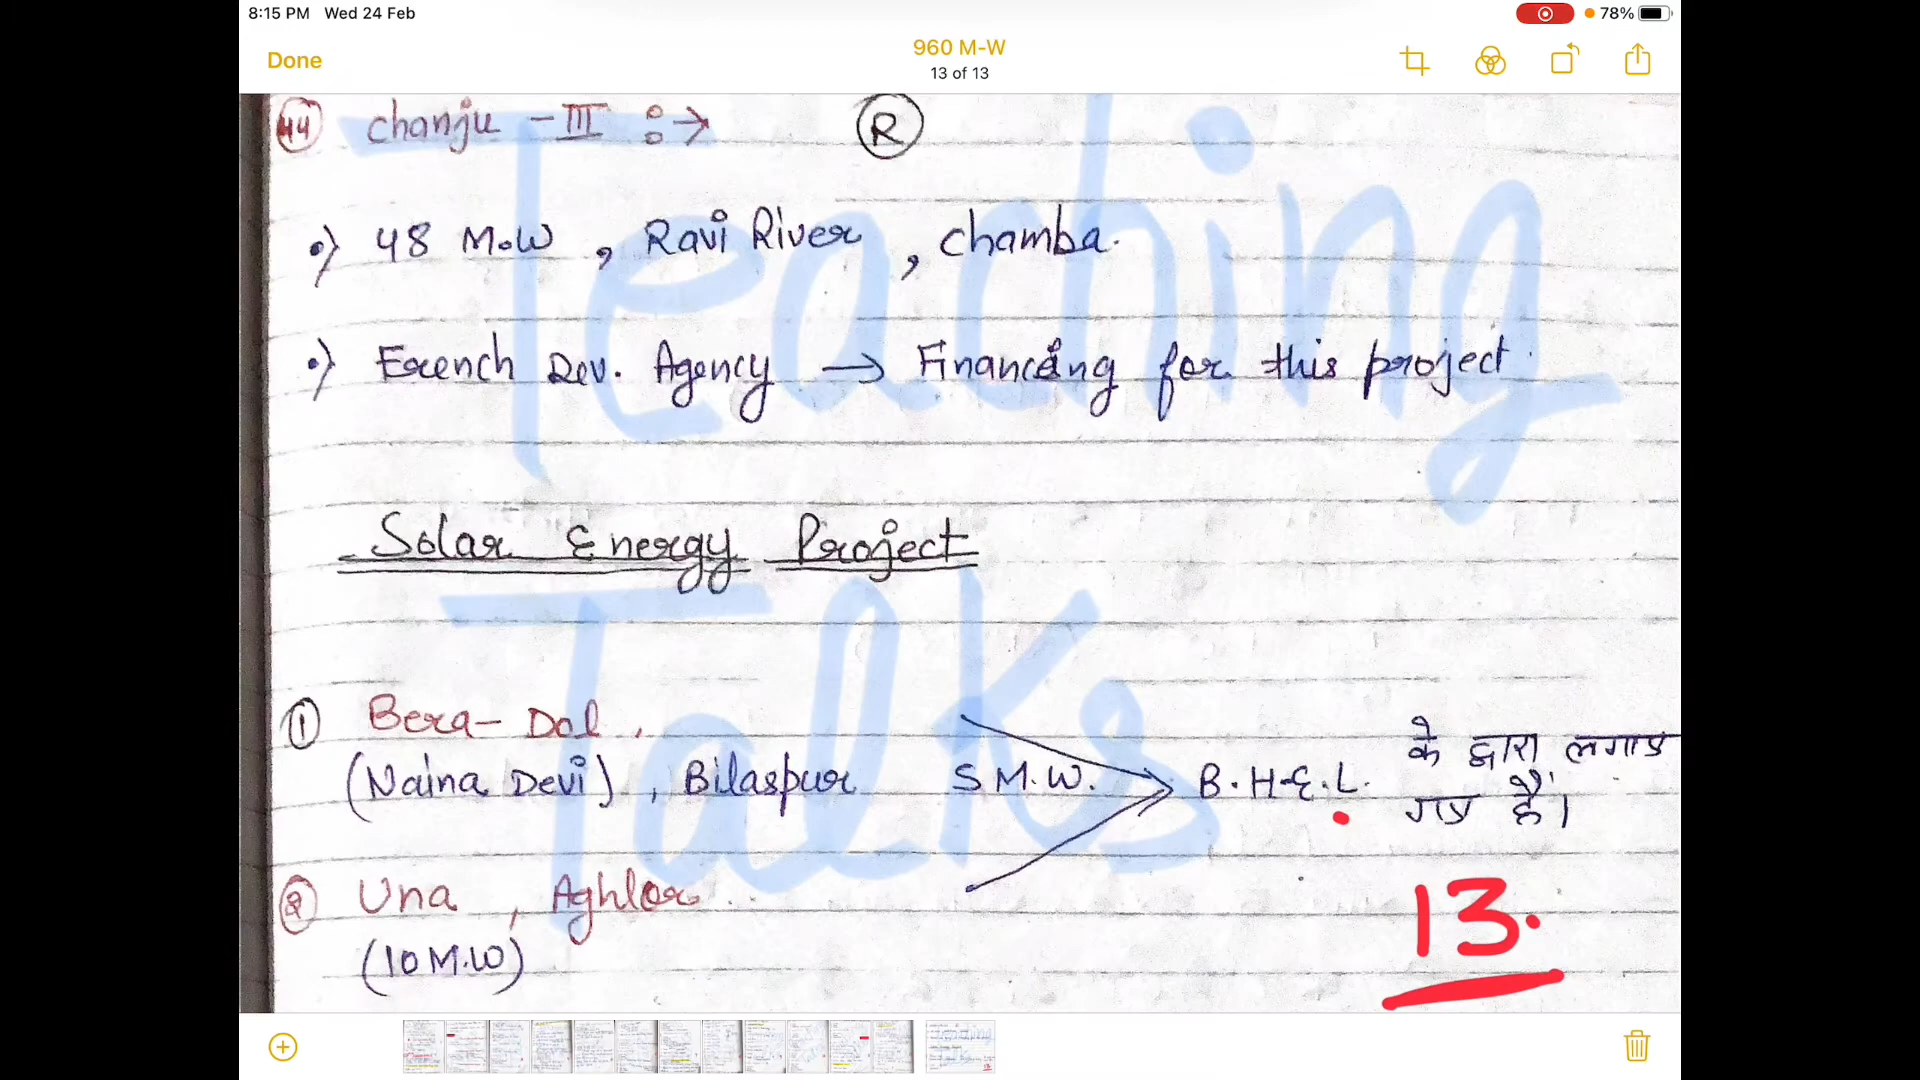 8:15 PM Wed 24 Feb
78%
Done
960 M-W
13 of 13
44 chanju - III :→ R
48 M.W , Ravi River , Chamba.
French Dev. Agency → Financing for this project
Solar Energy Project
1 Bera - Dol ,
(Naina Devi) , Bilaspur 5 M.W. B.H.E.L. के द्वारा लगाए
गए हैं।
2 Una , Aghlor
(10 M.W)
13.
Teaching
Talks